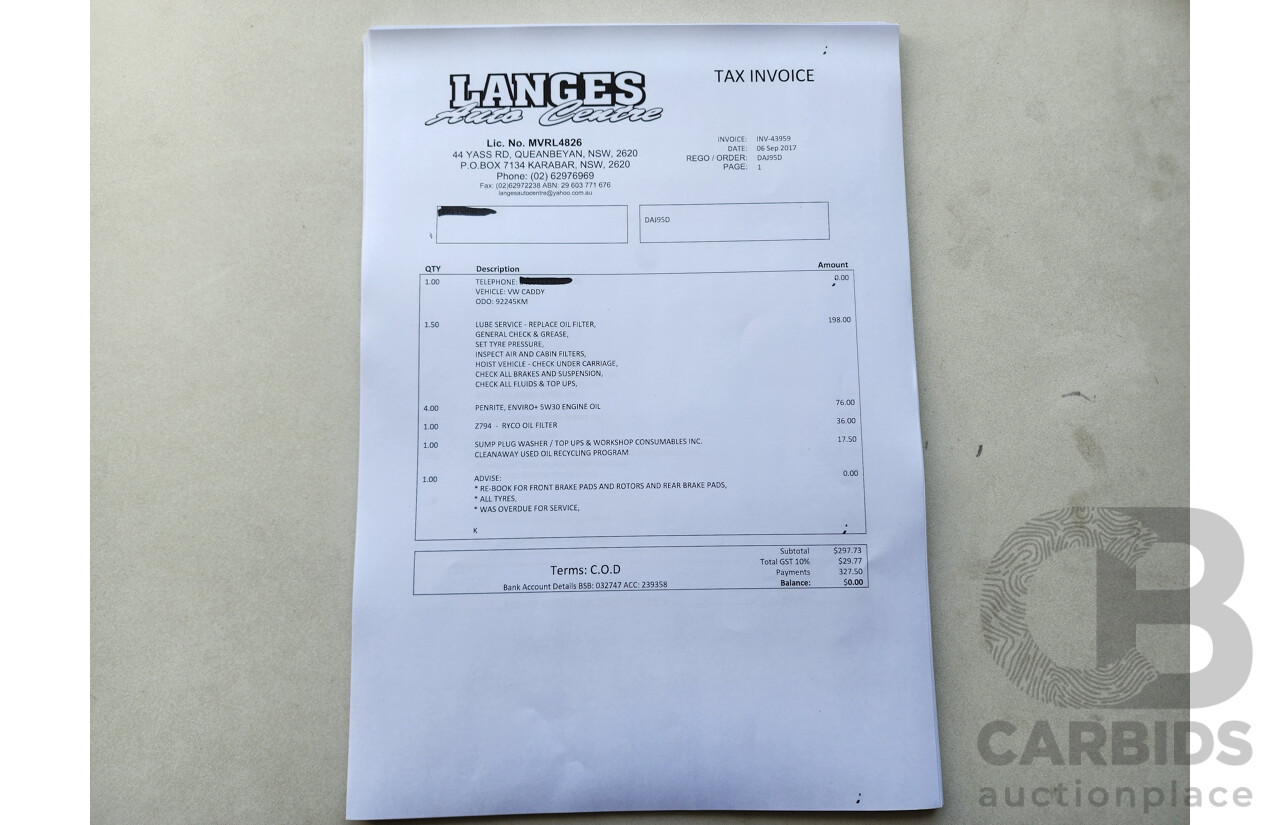 LANGES
Auto Centre
TAX INVOICE
Lic. No. MVRL4826
44 YASS RD, QUEANBEYAN, NSW, 2620
P.O.BOX 7134 KARABAR, NSW, 2620
Phone: (02) 62976969
Fax: (02)62972238 ABN: 29 603 771 676
langesautocentre@yahoo.com.au
INVOICE: INV-43959
DATE: 06 Sep 2017
REGO / ORDER: DAJ95D
PAGE: 1
DAJ95D
QTY Description Amount
1.00 TELEPHONE: 0.00
VEHICLE: VW CADDY
ODO: 92245KM
1.50 LUBE SERVICE - REPLACE OIL FILTER, 198.00
GENERAL CHECK & GREASE,
SET TYRE PRESSURE,
INSPECT AIR AND CABIN FILTERS,
HOIST VEHICLE - CHECK UNDER CARRIAGE,
CHECK ALL BRAKES AND SUSPENSION,
CHECK ALL FLUIDS & TOP UPS,
4.00 PENRITE, ENVIRO+ 5W30 ENGINE OIL 76.00
1.00 Z794 - RYCO OIL FILTER 36.00
1.00 SUMP PLUG WASHER / TOP UPS & WORKSHOP CONSUMABLES INC. 17.50
CLEANAWAY USED OIL RECYCLING PROGRAM
1.00 ADVISE: 0.00
* RE-BOOK FOR FRONT BRAKE PADS AND ROTORS AND REAR BRAKE PADS,
* ALL TYRES,
* WAS OVERDUE FOR SERVICE,
K
Terms: C.O.D
Bank Account Details BSB: 032747 ACC: 239358
Subtotal $297.73
Total GST 10% $29.77
Payments 327.50
Balance: $0.00
CB
CARBIDS
auctionplace